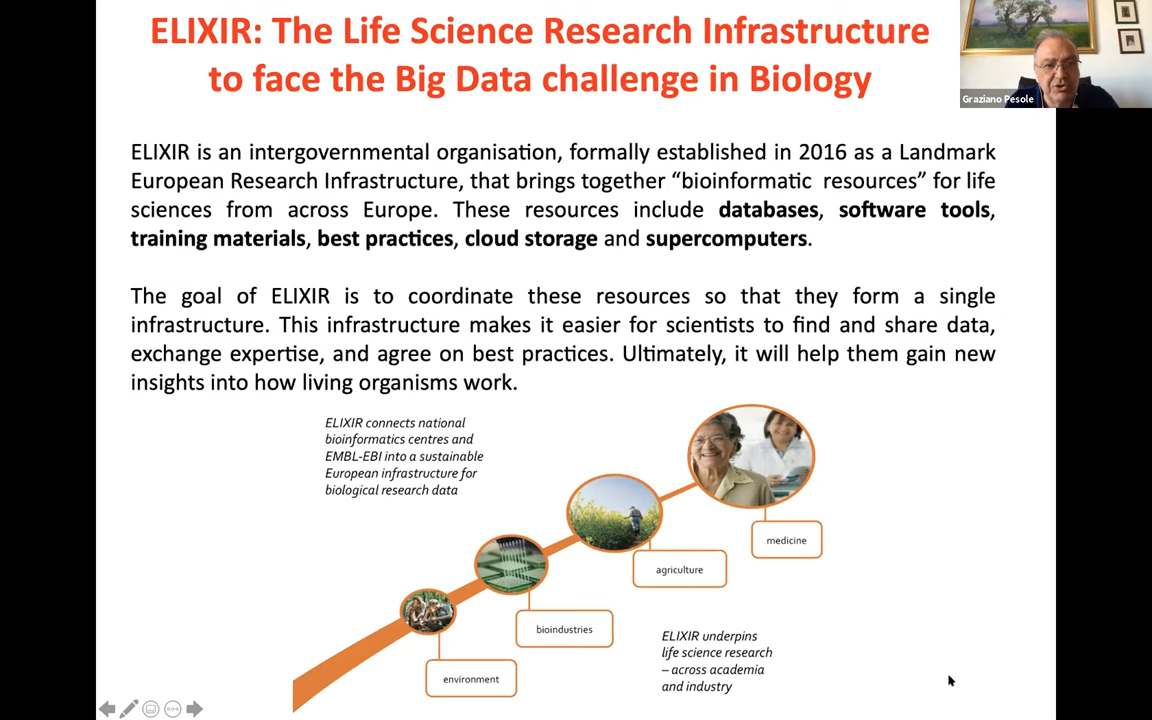 ELIXIR: The Life Science Research Infrastructure
to face the Big Data challenge in Biology
Graziano Pesole
ELIXIR is an intergovernmental organisation, formally established in 2016 as a Landmark
European Research Infrastructure, that brings together “bioinformatic resources” for life
sciences from across Europe. These resources include databases, software tools,
training materials, best practices, cloud storage and supercomputers.
The goal of ELIXIR is to coordinate these resources so that they form a single
infrastructure. This infrastructure makes it easier for scientists to find and share data,
exchange expertise, and agree on best practices. Ultimately, it will help them gain new
insights into how living organisms work.
ELIXIR connects national
bioinformatics centres and
EMBL-EBI into a sustainable
European infrastructure for
biological research data
medicine
agriculture
bioindustries
environment
ELIXIR underpins
life science research
– across academia
and industry